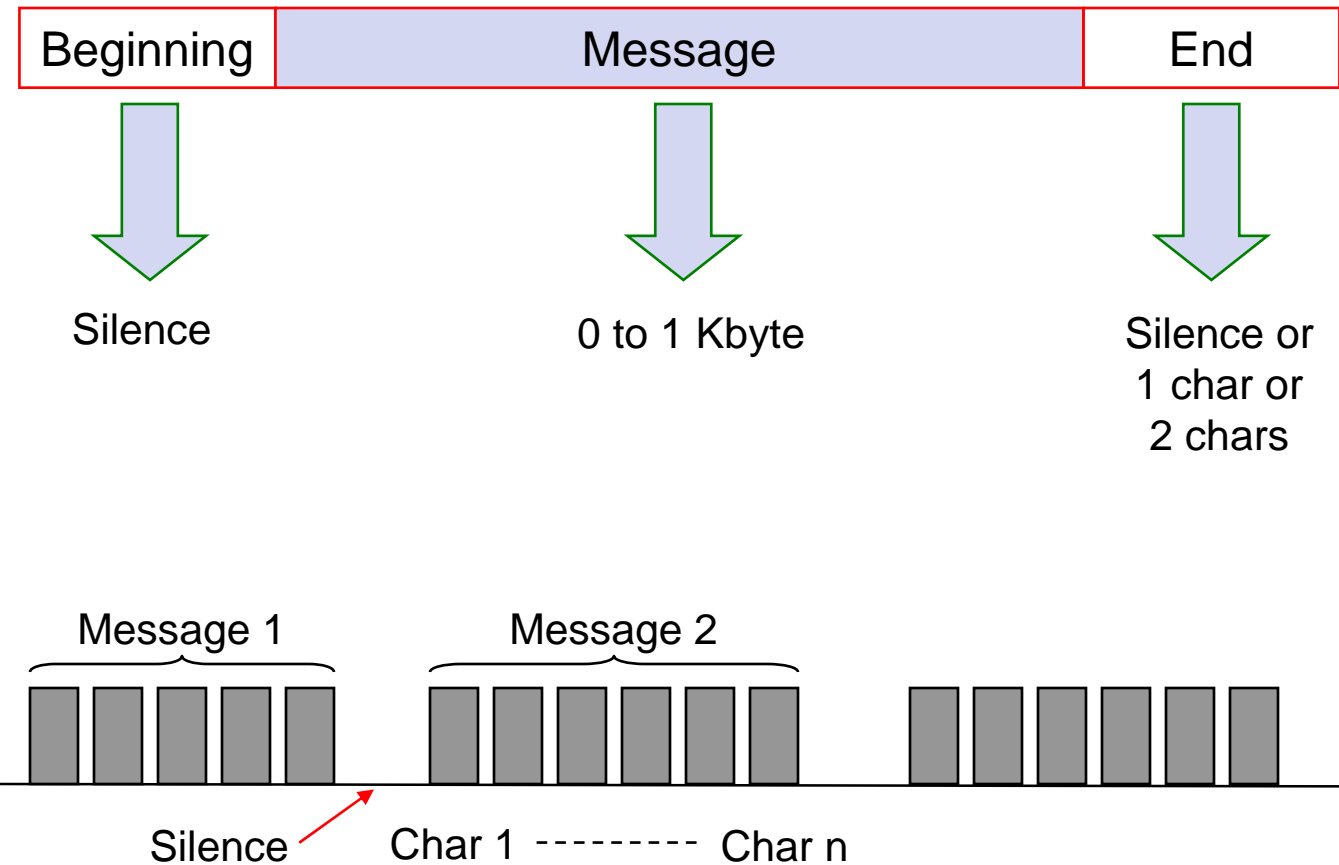 Beginning
Message
End
Silence
0 to 1 Kbyte
Silence or
1 char or
2 chars
Message 1
Message 2
Silence
Char 1 --------- Char n